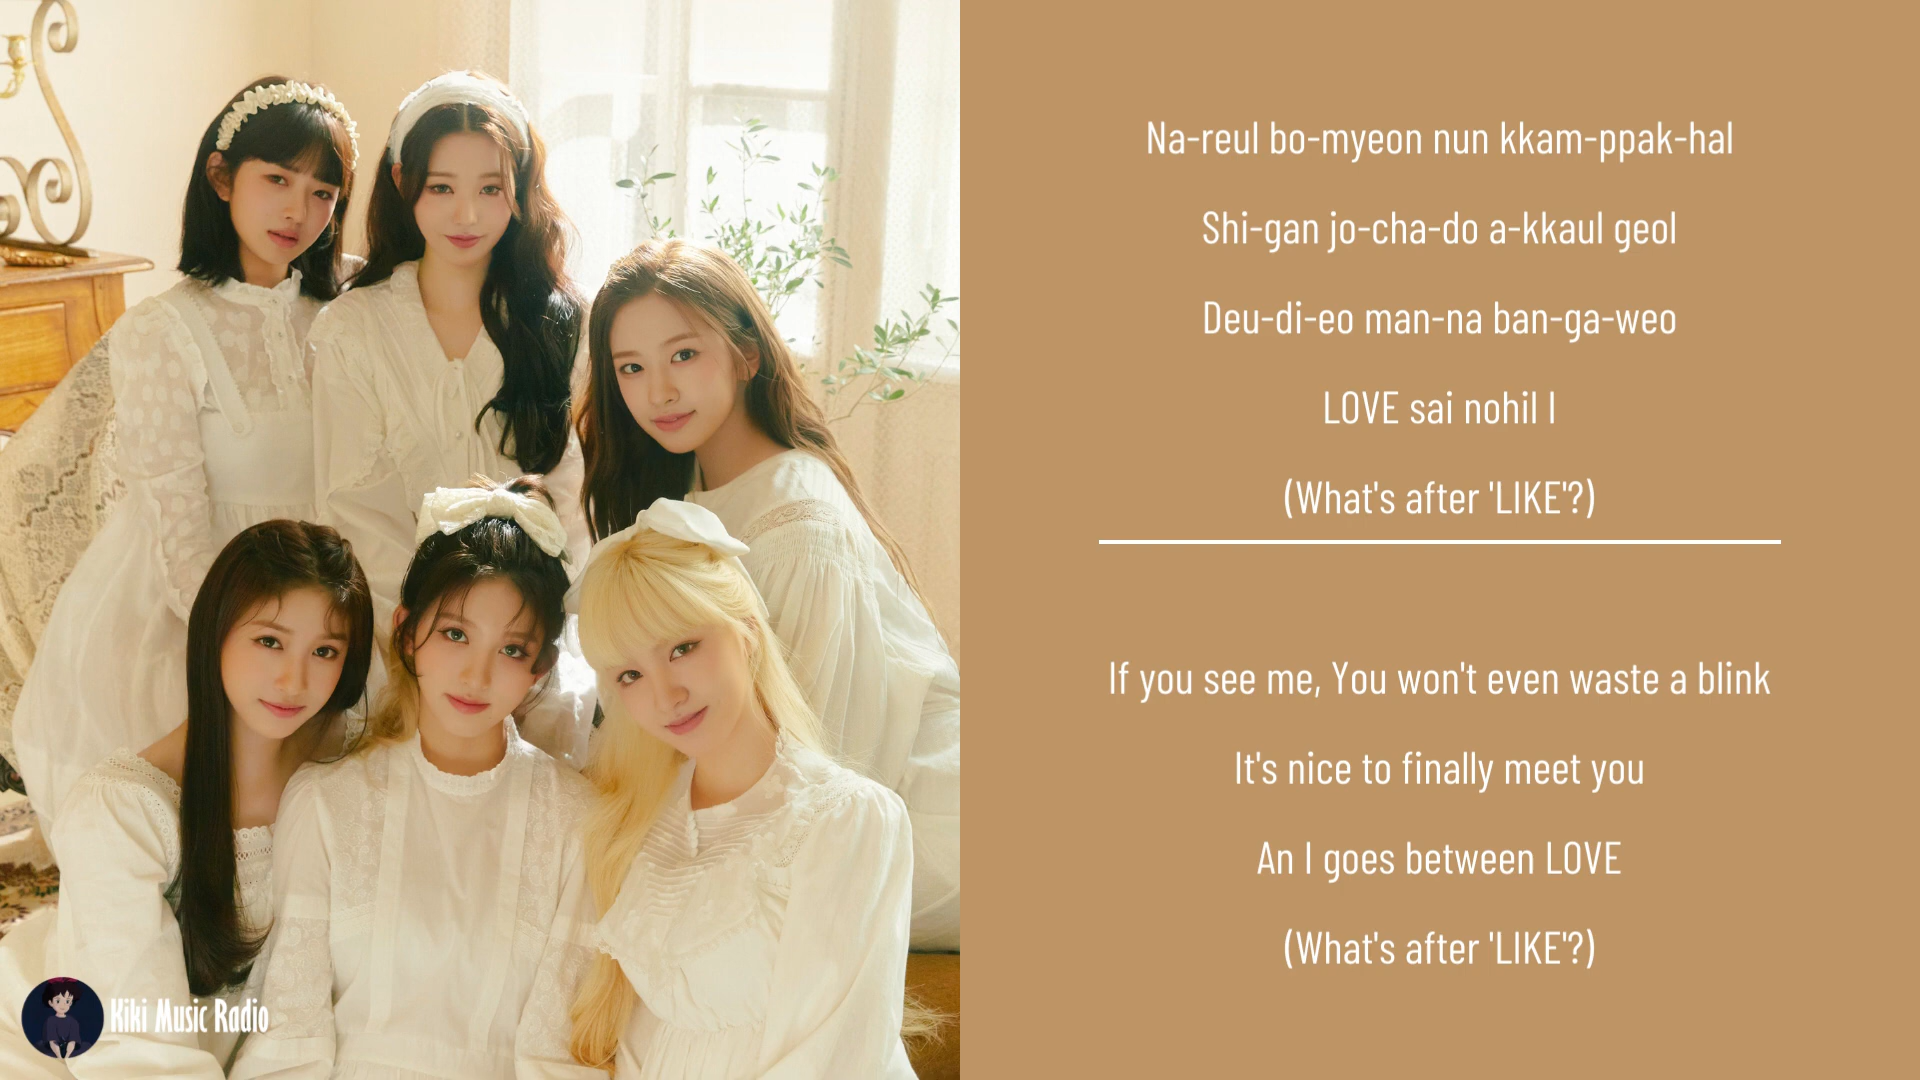 Na-reul bo-myeon nun kkam-ppak-hal
Shi-gan jo-cha-do a-kkaul geol
Deu-di-eo man-na ban-ga-weo
LOVE sai nohil I
(What's after 'LIKE'?)
If you see me, You won't even waste a blink
It's nice to finally meet you
An I goes between LOVE
(What's after 'LIKE'?)
Kiki Music Radio